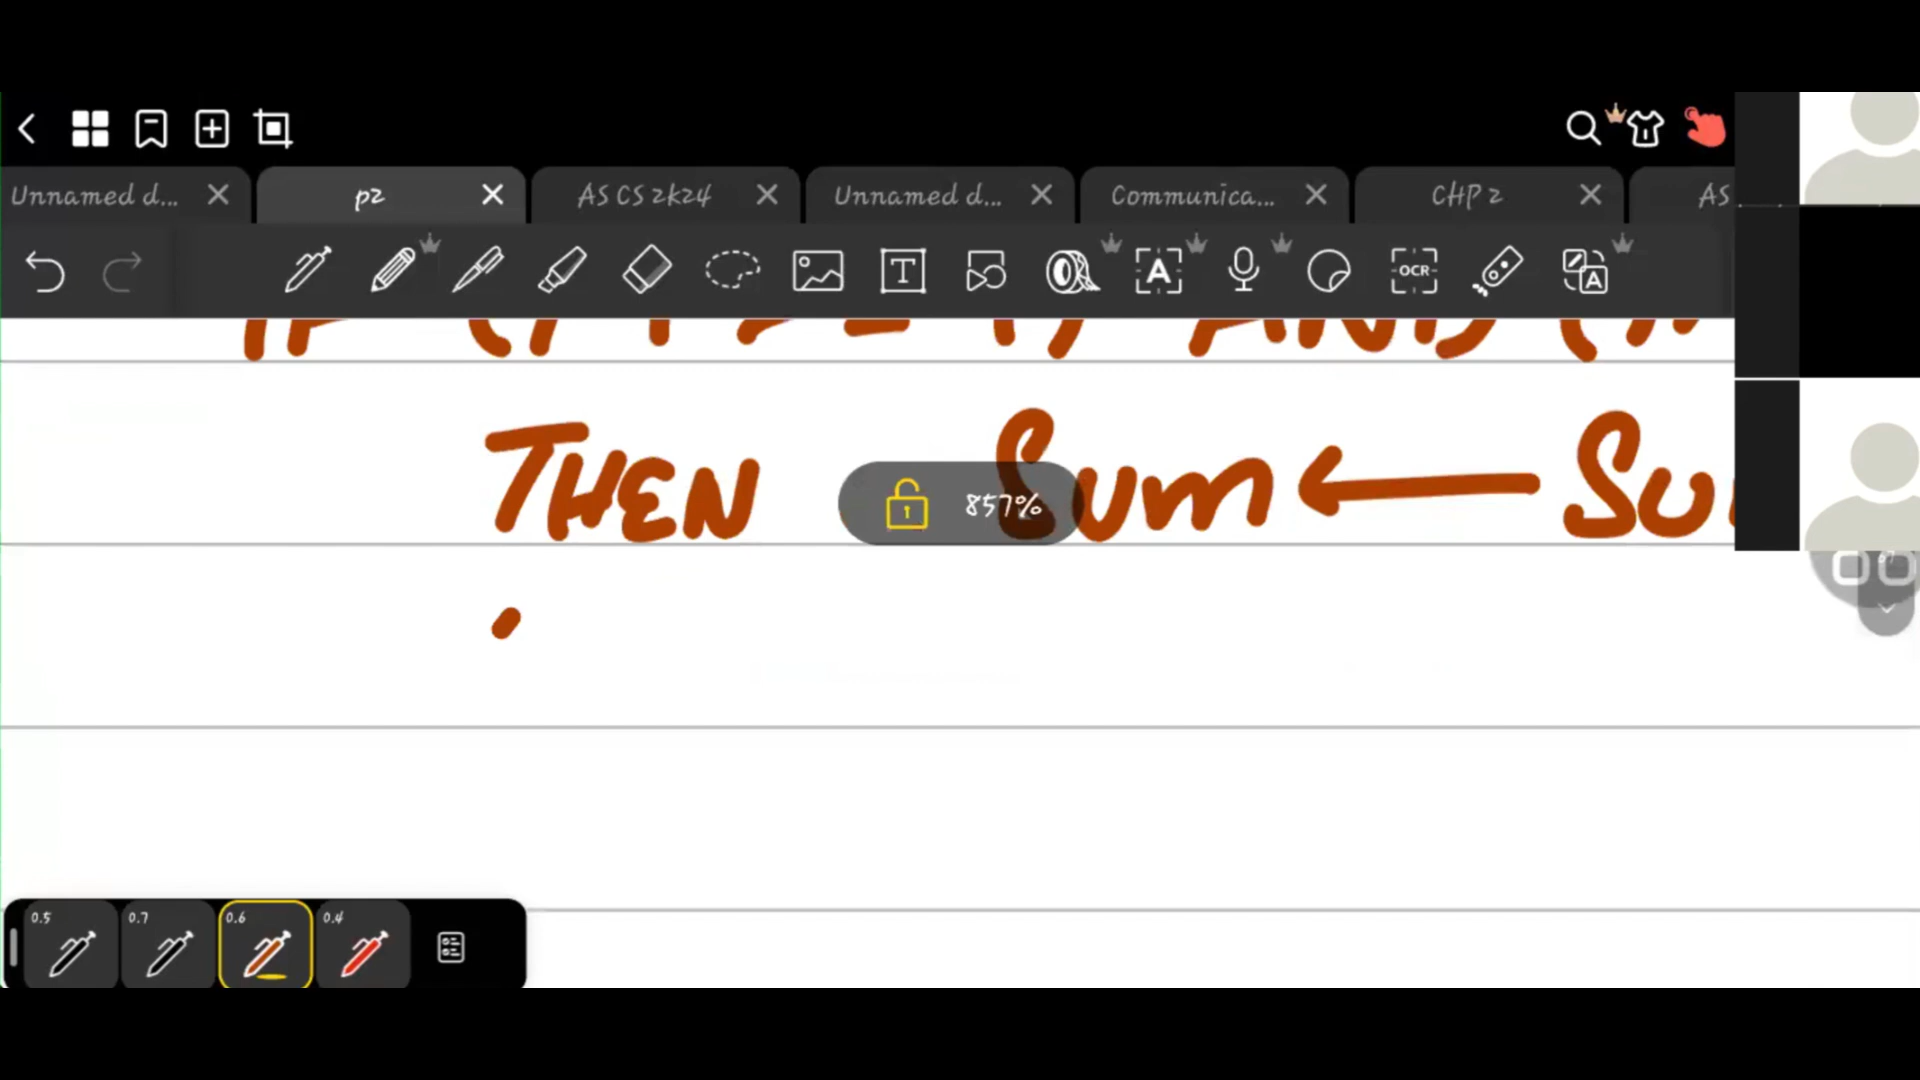 Unnamed d... p2 AS CS 2k24 Unnamed d... Communica... CHP 2 AS
T A OCR A
AND
THEN Sum ← Su
857%
0.5 0.7 0.6 0.4